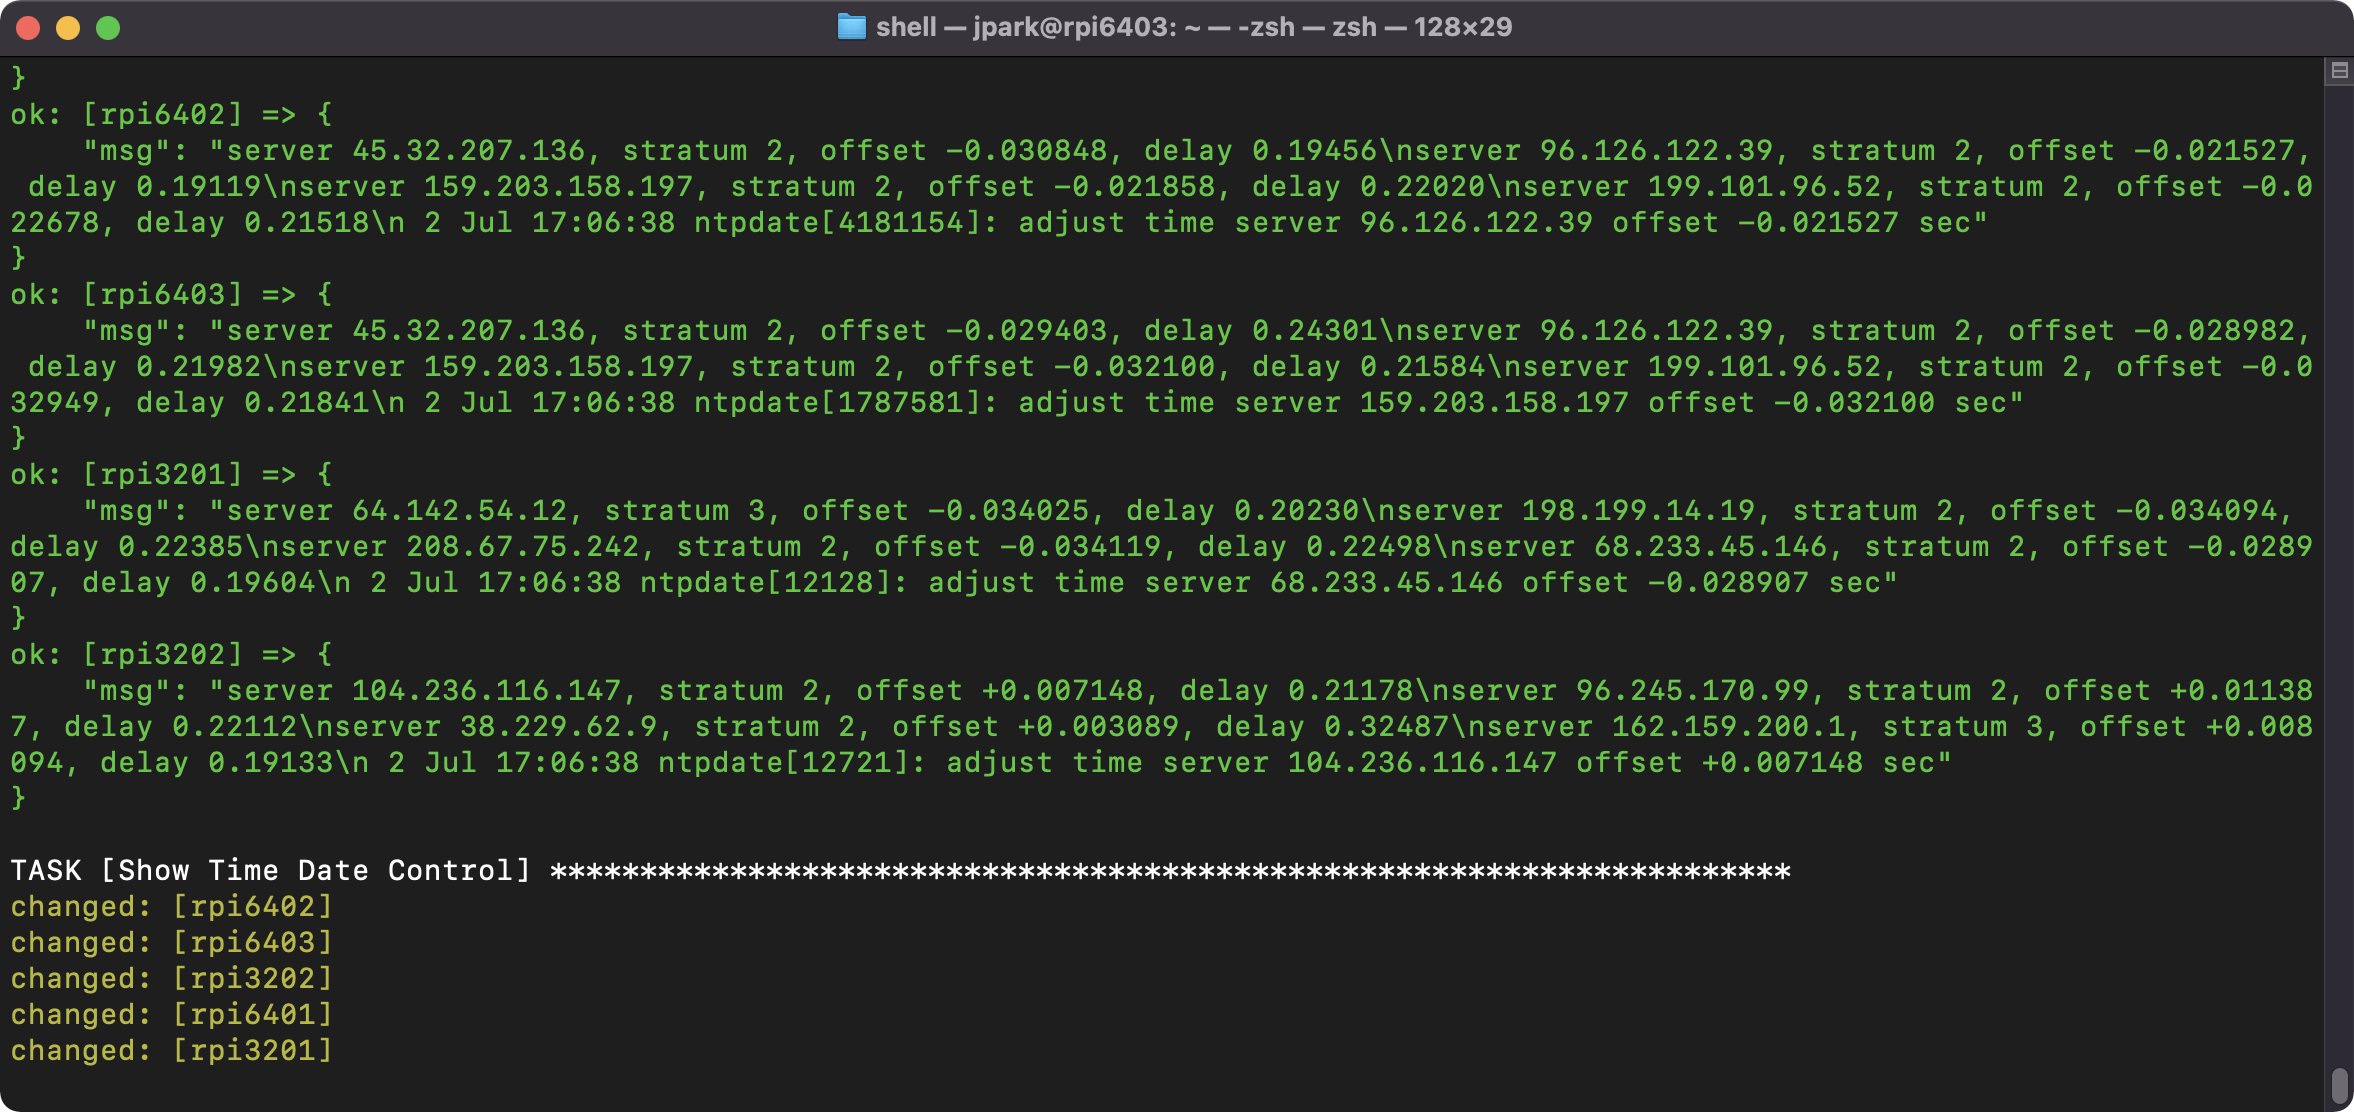 shell — jpark@rpi6403: ~ — -zsh — zsh — 128×29
}
ok: [rpi6402] => {
    "msg": "server 45.32.207.136, stratum 2, offset -0.030848, delay 0.19456\nserver 96.126.122.39, stratum 2, offset -0.021527,
 delay 0.19119\nserver 159.203.158.197, stratum 2, offset -0.021858, delay 0.22020\nserver 199.101.96.52, stratum 2, offset -0.0
22678, delay 0.21518\n 2 Jul 17:06:38 ntpdate[4181154]: adjust time server 96.126.122.39 offset -0.021527 sec"
}
ok: [rpi6403] => {
    "msg": "server 45.32.207.136, stratum 2, offset -0.029403, delay 0.24301\nserver 96.126.122.39, stratum 2, offset -0.028982,
 delay 0.21982\nserver 159.203.158.197, stratum 2, offset -0.032100, delay 0.21584\nserver 199.101.96.52, stratum 2, offset -0.0
32949, delay 0.21841\n 2 Jul 17:06:38 ntpdate[1787581]: adjust time server 159.203.158.197 offset -0.032100 sec"
}
ok: [rpi3201] => {
    "msg": "server 64.142.54.12, stratum 3, offset -0.034025, delay 0.20230\nserver 198.199.14.19, stratum 2, offset -0.034094,
delay 0.22385\nserver 208.67.75.242, stratum 2, offset -0.034119, delay 0.22498\nserver 68.233.45.146, stratum 2, offset -0.0289
07, delay 0.19604\n 2 Jul 17:06:38 ntpdate[12128]: adjust time server 68.233.45.146 offset -0.028907 sec"
}
ok: [rpi3202] => {
    "msg": "server 104.236.116.147, stratum 2, offset +0.007148, delay 0.21178\nserver 96.245.170.99, stratum 2, offset +0.01138
7, delay 0.22112\nserver 38.229.62.9, stratum 2, offset +0.003089, delay 0.32487\nserver 162.159.200.1, stratum 3, offset +0.008
094, delay 0.19133\n 2 Jul 17:06:38 ntpdate[12721]: adjust time server 104.236.116.147 offset +0.007148 sec"
}
TASK [Show Time Date Control] *********************************************************************
changed: [rpi6402]
changed: [rpi6403]
changed: [rpi3202]
changed: [rpi6401]
changed: [rpi3201]